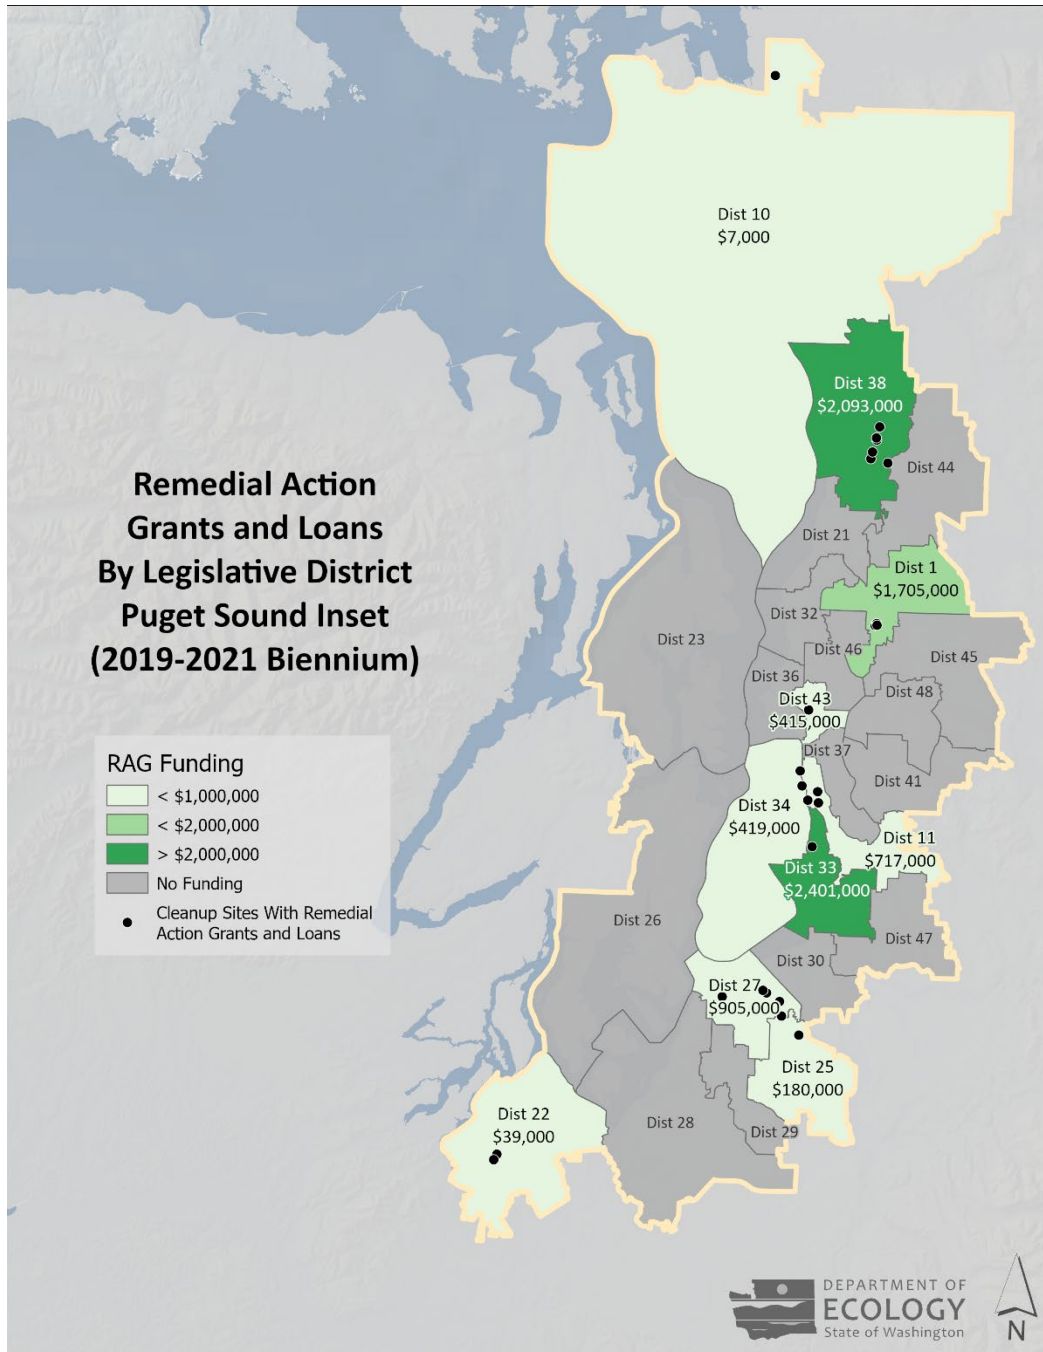 Remedial Action
Grants and Loans
By Legislative District
Puget Sound Inset
(2019-2021 Biennium)
RAG Funding
< $1,000,000
< $2,000,000
> $2,000,000
No Funding
Cleanup Sites With Remedial
Action Grants and Loans
Dist 10
$7,000
Dist 38
$2,093,000
Dist 44
Dist 21
Dist 1
$1,705,000
Dist 32
Dist 23
Dist 46
Dist 45
Dist 36
Dist 48
Dist 43
$415,000
Dist 37
Dist 41
Dist 34
$419,000
Dist 11
$717,000
Dist 33
$2,401,000
Dist 26
Dist 47
Dist 30
Dist 27
$905,000
Dist 25
$180,000
Dist 22
$39,000
Dist 28
Dist 29
DEPARTMENT OF
ECOLOGY
State of Washington
N